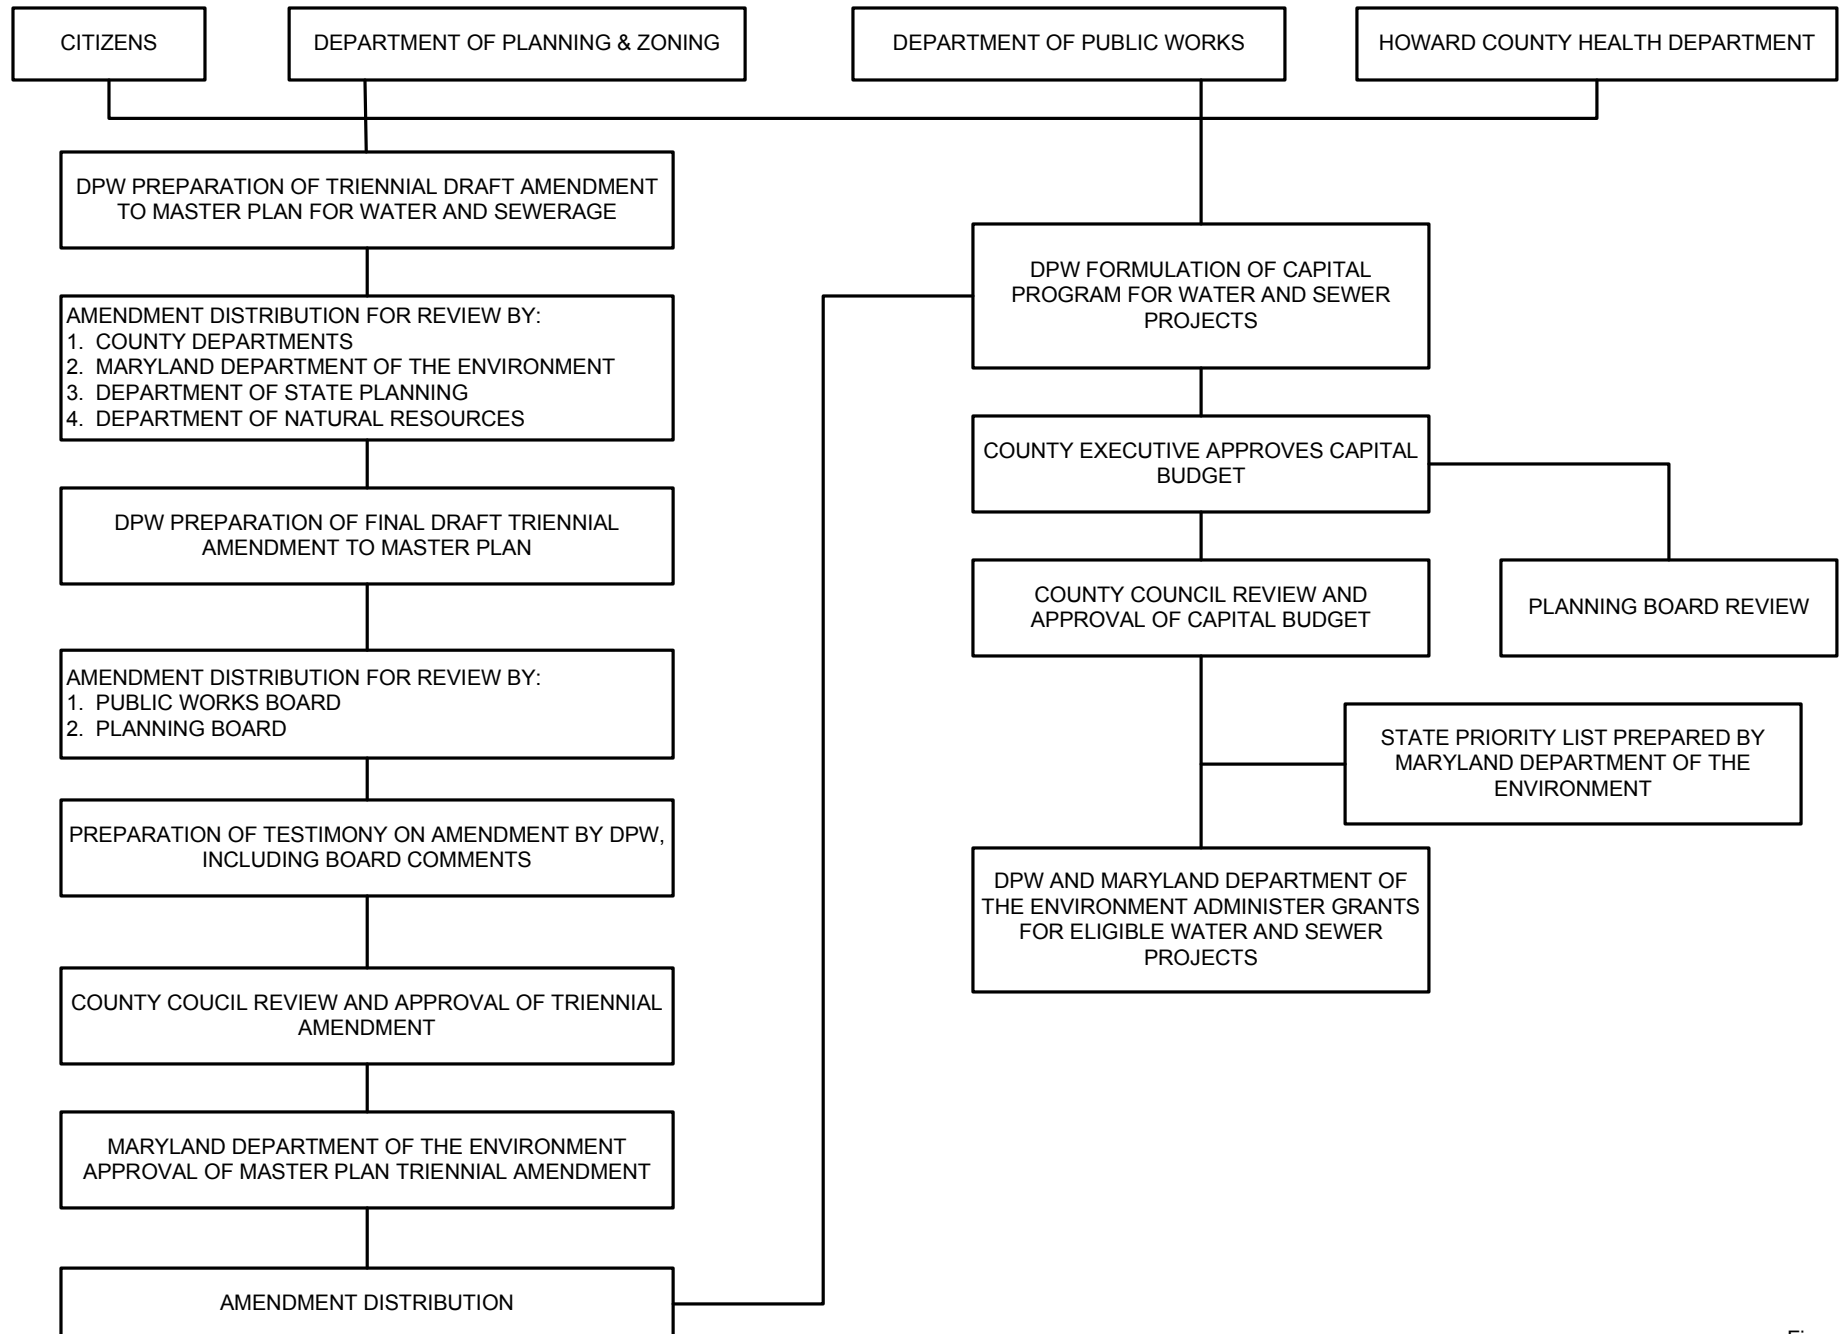 CITIZENS
DEPARTMENT OF PLANNING & ZONING
DEPARTMENT OF PUBLIC WORKS
HOWARD COUNTY HEALTH DEPARTMENT
DPW PREPARATION OF TRIENNIAL DRAFT AMENDMENT
TO MASTER PLAN FOR WATER AND SEWERAGE
AMENDMENT DISTRIBUTION FOR REVIEW BY:
1. COUNTY DEPARTMENTS
2. MARYLAND DEPARTMENT OF THE ENVIRONMENT
3. DEPARTMENT OF STATE PLANNING
4. DEPARTMENT OF NATURAL RESOURCES
DPW PREPARATION OF FINAL DRAFT TRIENNIAL
AMENDMENT TO MASTER PLAN
AMENDMENT DISTRIBUTION FOR REVIEW BY:
1. PUBLIC WORKS BOARD
2. PLANNING BOARD
PREPARATION OF TESTIMONY ON AMENDMENT BY DPW,
INCLUDING BOARD COMMENTS
COUNTY COUCIL REVIEW AND APPROVAL OF TRIENNIAL
AMENDMENT
MARYLAND DEPARTMENT OF THE ENVIRONMENT
APPROVAL OF MASTER PLAN TRIENNIAL AMENDMENT
AMENDMENT DISTRIBUTION
DPW FORMULATION OF CAPITAL
PROGRAM FOR WATER AND SEWER
PROJECTS
COUNTY EXECUTIVE APPROVES CAPITAL
BUDGET
COUNTY COUNCIL REVIEW AND
APPROVAL OF CAPITAL BUDGET
PLANNING BOARD REVIEW
STATE PRIORITY LIST PREPARED BY
MARYLAND DEPARTMENT OF THE
ENVIRONMENT
DPW AND MARYLAND DEPARTMENT OF
THE ENVIRONMENT ADMINISTER GRANTS
FOR ELIGIBLE WATER AND SEWER
PROJECTS